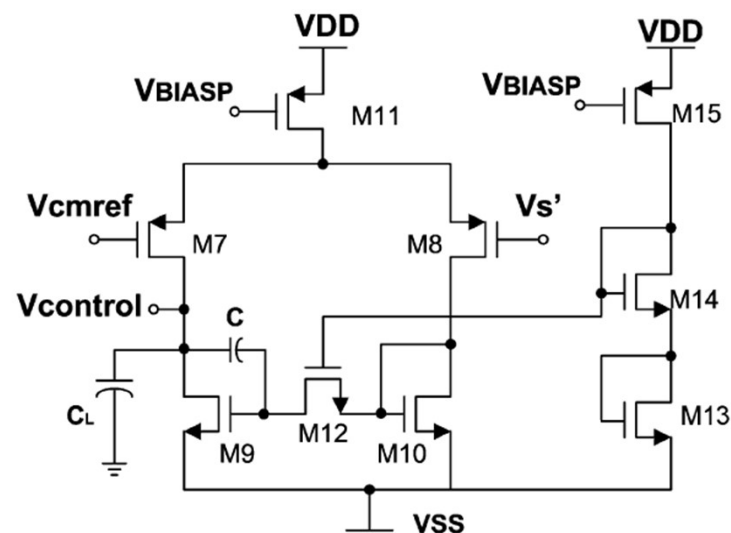 VDD
VDD
VBIASP
VBIASP
M11
M15
Vcmref
Vs'
M7
M8
M14
Vcontrol
C
CL
M9
M12
M10
M13
VSS